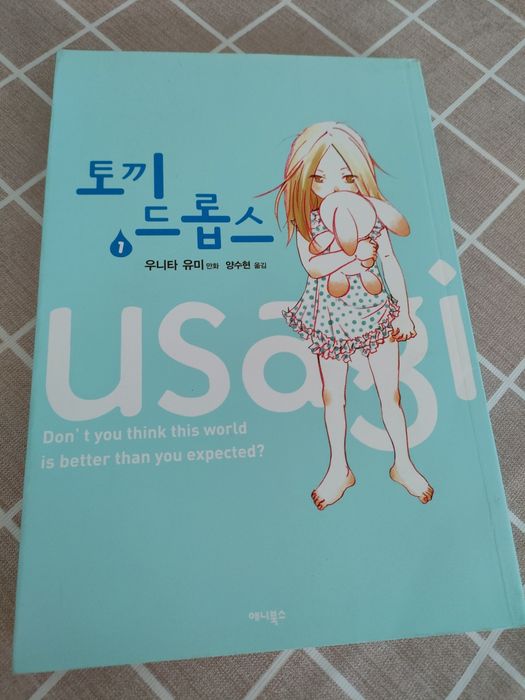 토끼
드롭스
1
우니타 유미 만화 양수현 옮김
usagi
Don't you think this world
is better than you expected?
애니북스